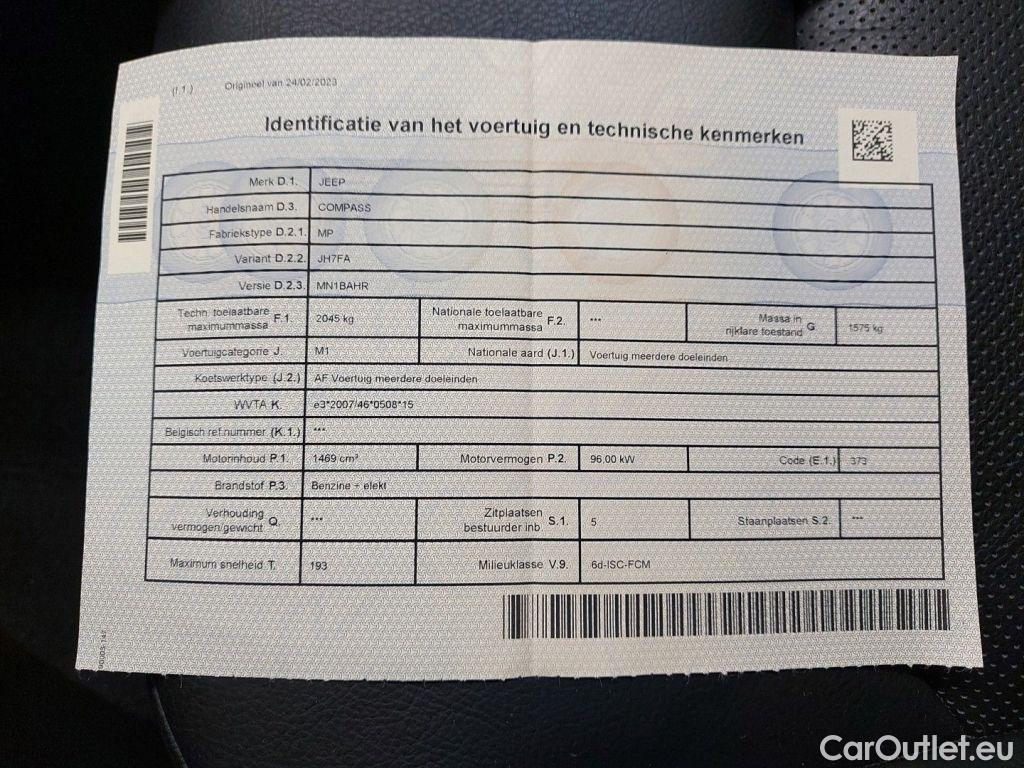 (I.1.) Origineel van 24/02/2023
Identificatie van het voertuig en technische kenmerken
Merk D.1. JEEP
Handelsnaam D.3. COMPASS
Fabriekstype D.2.1. MP
Variant D.2.2. JH7FA
Versie D.2.3. MN1BAHR
Techn. toelaatbare maximummassa F.1. 2045 kg Nationale toelaatbare maximummassa F.2. *** Massa in rijklare toestand G 1575 kg
Voertuigcategorie J. M1 Nationale aard (J.1.) Voertuig meerdere doeleinden
Koetswerktype (J.2.) AF Voertuig meerdere doeleinden
WVTA K. e3*2007/46*0508*15
Belgisch ref.nummer (K.1.) ***
Motorinhoud P.1. 1469 cm³ Motorvermogen P.2. 96,00 kW Code (E.1.) 373
Brandstof P.3. Benzine + elekt
Verhouding vermogen/gewicht Q. *** Zitplaatsen bestuurder inb. S.1. 5 Staanplaatsen S.2. ***
Maximum snelheid T. 193 Milieuklasse V.9. 6d-ISC-FCM
CarOutlet.eu